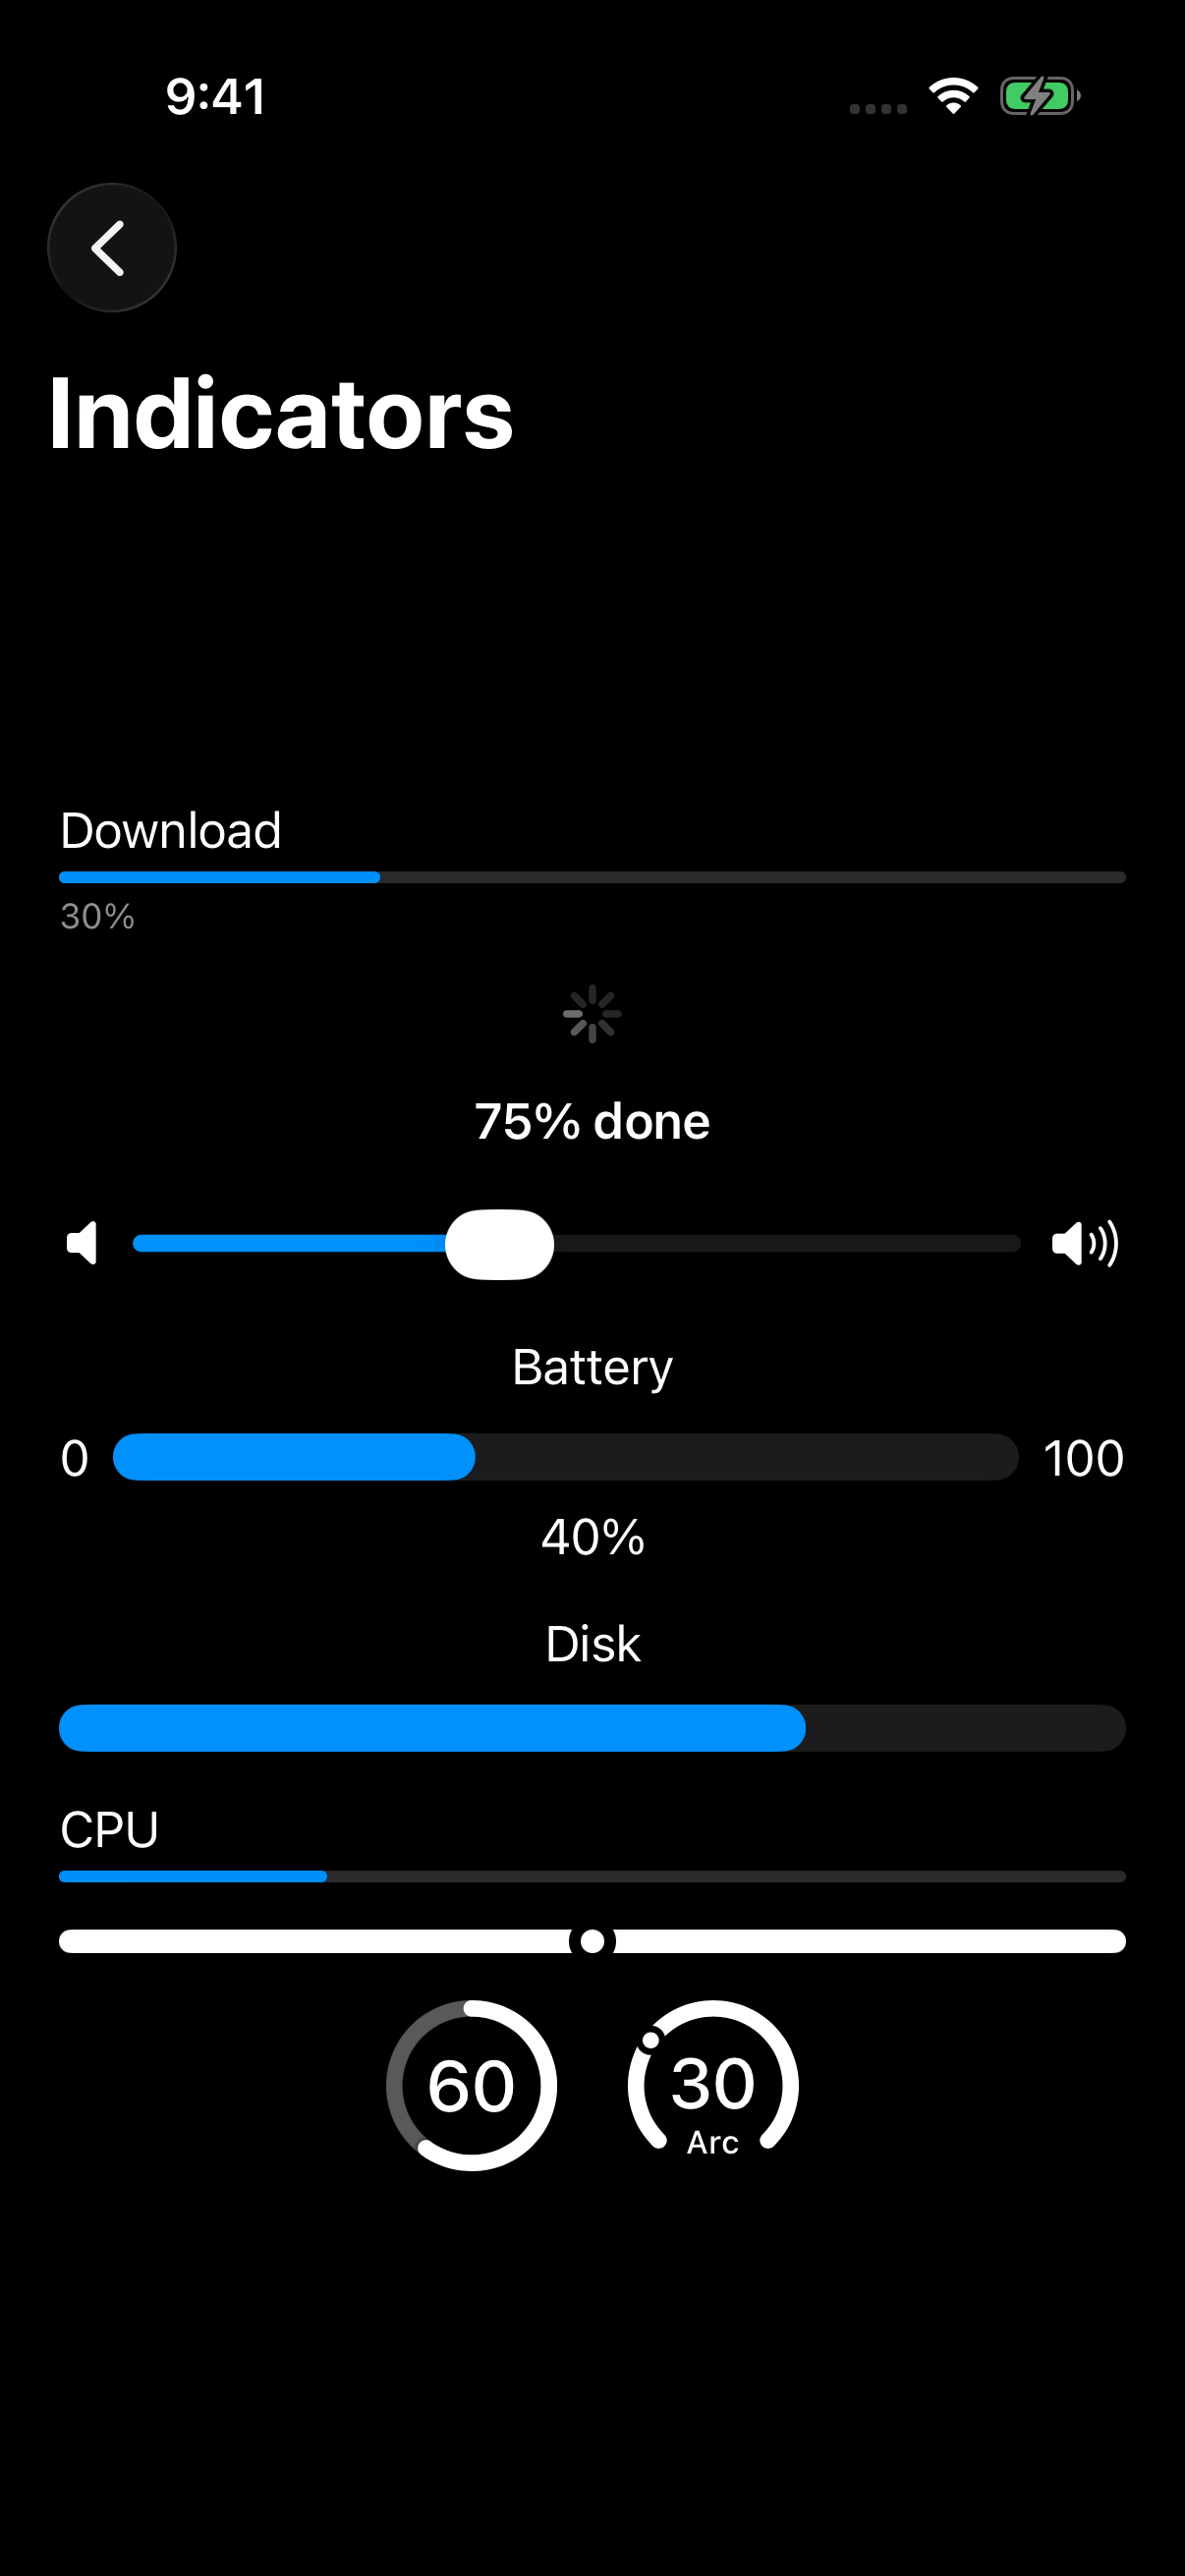 9:41
Indicators
Download
30%
75% done
Battery
0 100
40%
Disk
CPU
60 30
Arc